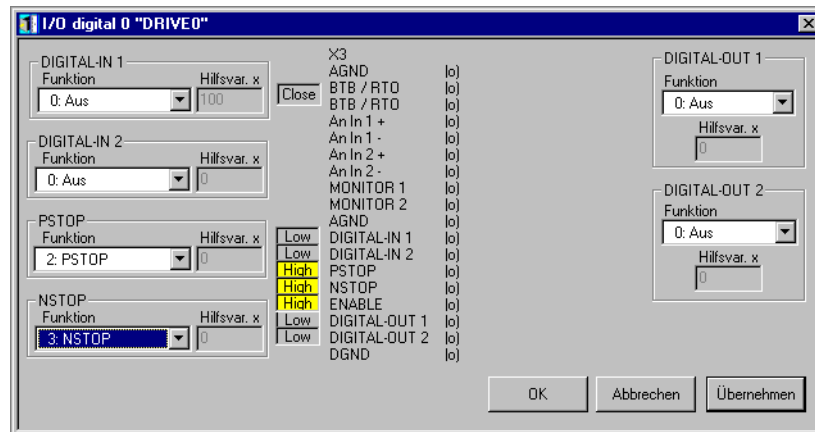 I/O digital 0 "DRIVE0"
DIGITAL-IN 1
Funktion Hilfsvar. x
0: Aus 100
DIGITAL-IN 2
Funktion Hilfsvar. x
0: Aus 0
PSTOP
Funktion Hilfsvar. x
2: PSTOP 0
NSTOP
Funktion Hilfsvar. x
3: NSTOP 0
X3
AGND |o)
Close BTB / RTO |o)
BTB / RTO |o)
An In 1 + |o)
An In 1 - |o)
An In 2 + |o)
An In 2 - |o)
MONITOR 1 |o)
MONITOR 2 |o)
AGND |o)
Low DIGITAL-IN 1 |o)
Low DIGITAL-IN 2 |o)
High PSTOP |o)
High NSTOP |o)
High ENABLE |o)
Low DIGITAL-OUT 1 |o)
Low DIGITAL-OUT 2 |o)
DGND |o)
DIGITAL-OUT 1
Funktion
0: Aus
Hilfsvar. x
0
DIGITAL-OUT 2
Funktion
0: Aus
Hilfsvar. x
0
OK Abbrechen Übernehmen